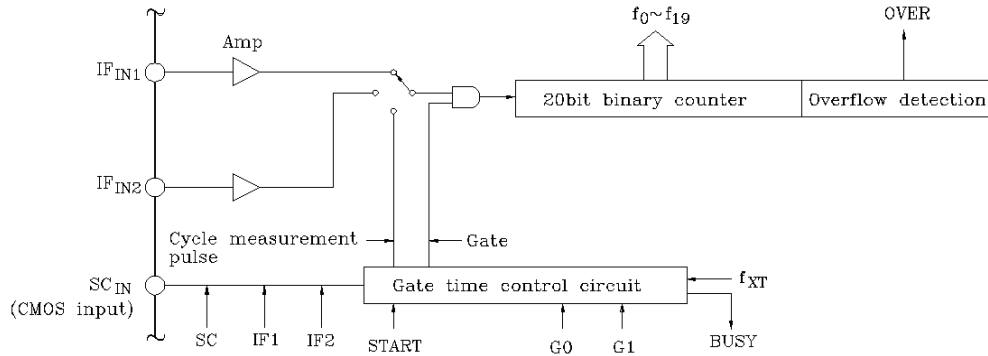 f0~f19
OVER
Amp
IFIN1
20bit binary counter
Overflow detection
IFIN2
Cycle measurement
pulse
Gate
SCIN
(CMOS input)
Gate time control circuit
fXT
SC
IF1
IF2
START
G0
G1
BUSY